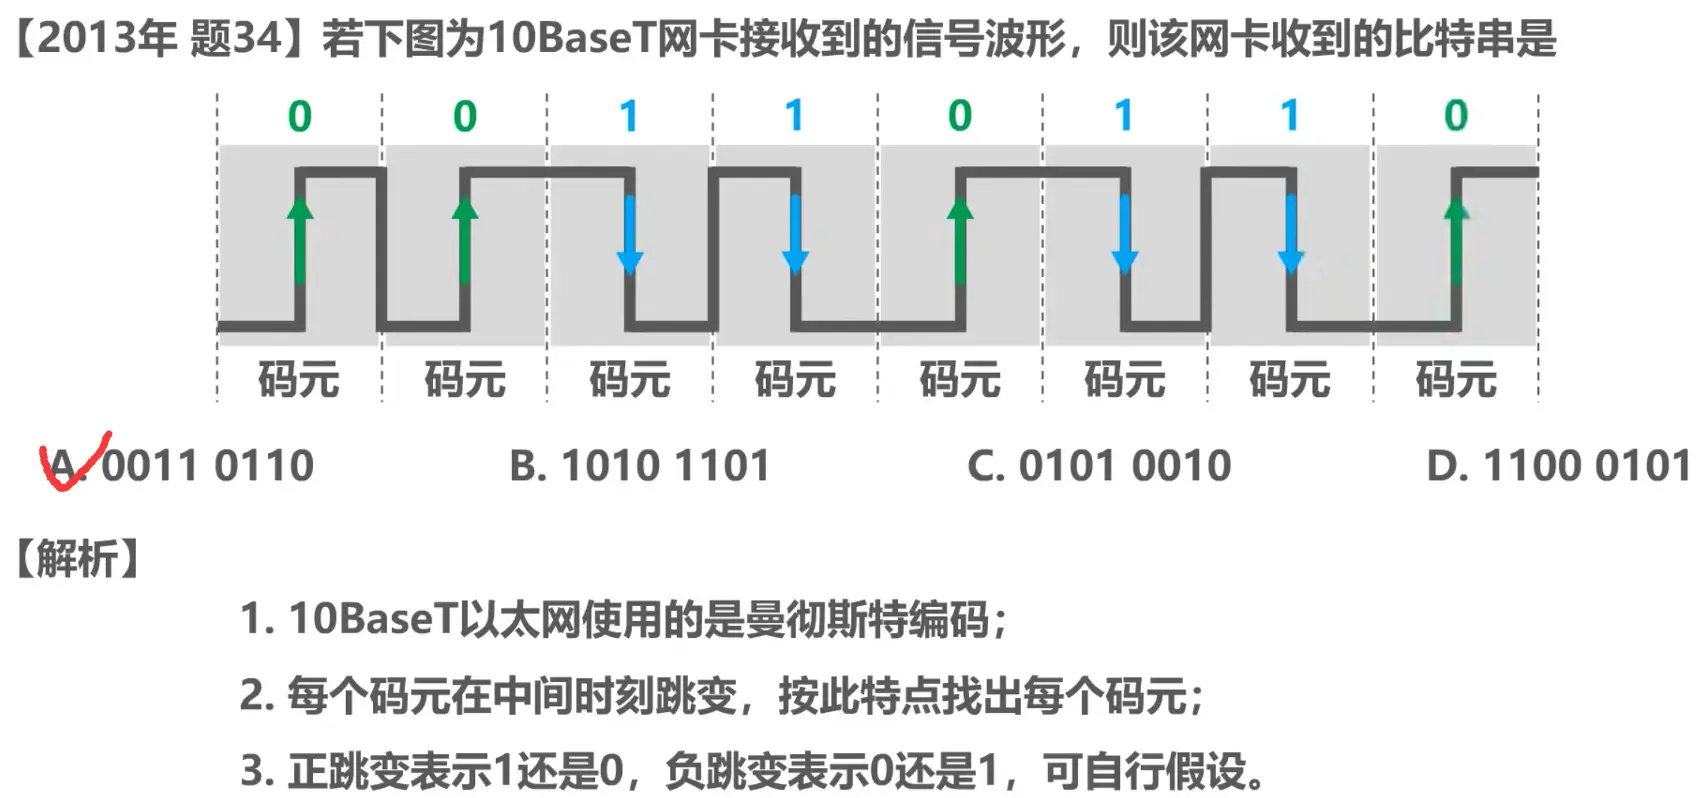 【2013年 题34】若下图为10BaseT网卡接收到的信号波形，则该网卡收到的比特串是
0 0 1 1 0 1 1 0
码元 码元 码元 码元 码元 码元 码元 码元
A. 0011 0110 B. 1010 1101 C. 0101 0010 D. 1100 0101
【解析】
1. 10BaseT以太网使用的是曼彻斯特编码；
2. 每个码元在中间时刻跳变，按此特点找出每个码元；
3. 正跳变表示1还是0，负跳变表示0还是1，可自行假设。